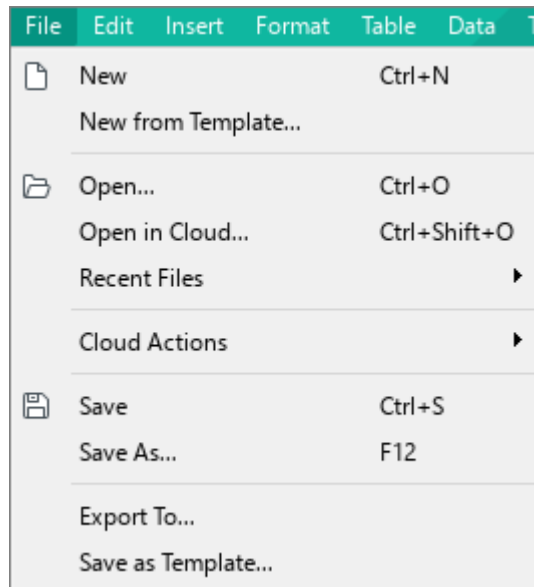 File Edit Insert Format Table Data
New Ctrl+N
New from Template...
Open... Ctrl+O
Open in Cloud... Ctrl+Shift+O
Recent Files
Cloud Actions
Save Ctrl+S
Save As... F12
Export To...
Save as Template...